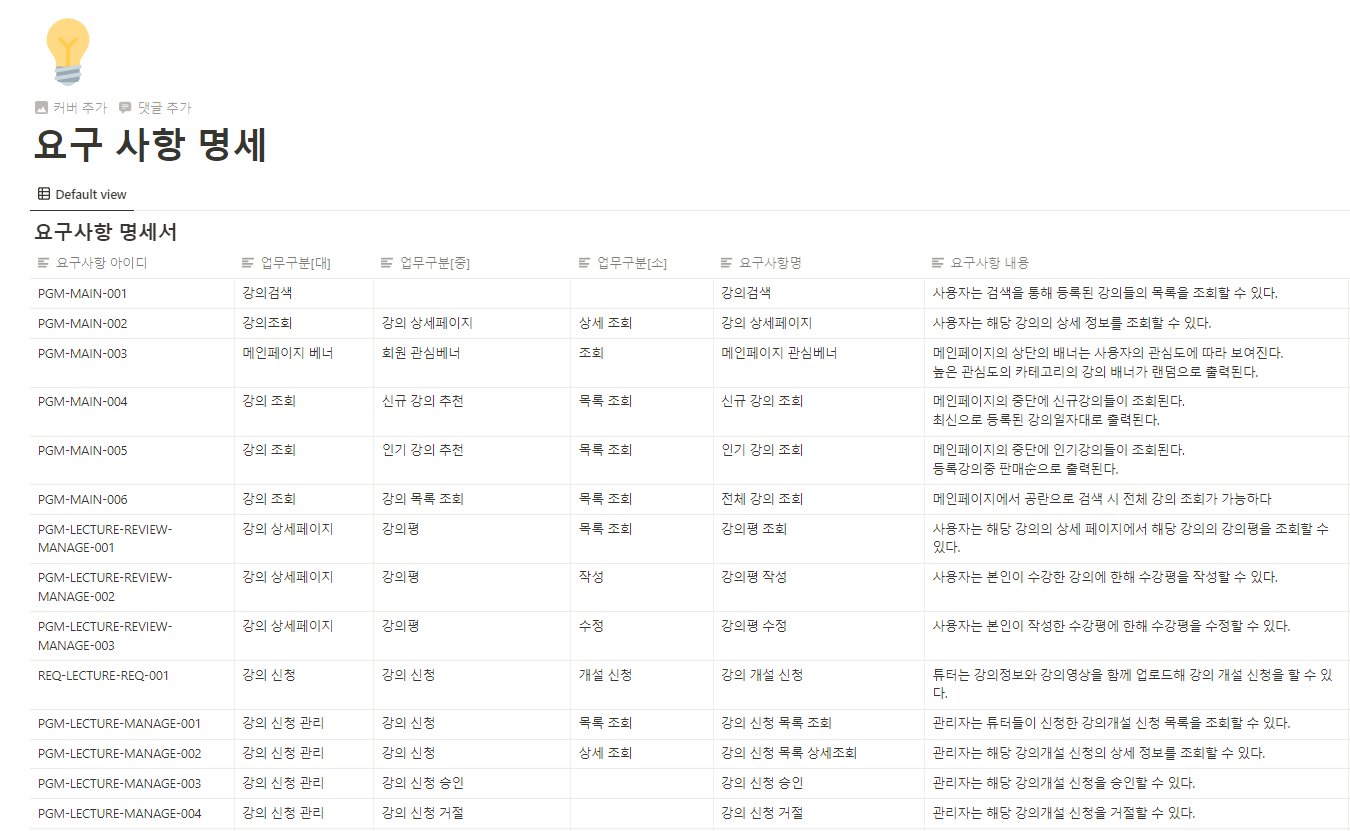 커버 추가 댓글 추가
요구 사항 명세
Default view
요구사항 명세서
요구사항 아이디 업무구분[대] 업무구분[중] 업무구분[소] 요구사항명 요구사항 내용
PGM-MAIN-001 강의검색 강의검색 사용자는 검색을 통해 등록된 강의들의 목록을 조회할 수 있다.
PGM-MAIN-002 강의조회 강의 상세페이지 상세 조회 강의 상세페이지 사용자는 해당 강의의 상세 정보를 조회할 수 있다.
PGM-MAIN-003 메인페이지 베너 회원 관심베너 조회 메인페이지 관심베너 메인페이지의 상단의 배너는 사용자의 관심도에 따라 보여진다.
높은 관심도의 카테고리의 강의 배너가 랜덤으로 출력된다.
PGM-MAIN-004 강의 조회 신규 강의 추천 목록 조회 신규 강의 조회 메인페이지의 중단에 신규강의들이 조회된다.
최신으로 등록된 강의일자대로 출력된다.
PGM-MAIN-005 강의 조회 인기 강의 추천 목록 조회 인기 강의 조회 메인페이지의 중단에 인기강의들이 조회된다.
등록강의중 판매순으로 출력된다.
PGM-MAIN-006 강의 조회 강의 목록 조회 목록 조회 전체 강의 조회 메인페이지에서 공란으로 검색 시 전체 강의 조회가 가능하다
PGM-LECTURE-REVIEW- 강의 상세페이지 강의평 목록 조회 강의평 조회 사용자는 해당 강의의 상세 페이지에서 해당 강의의 강의평을 조회할 수
MANAGE-001 있다.
PGM-LECTURE-REVIEW- 강의 상세페이지 강의평 작성 강의평 작성 사용자는 본인이 수강한 강의에 한해 수강평을 작성할 수 있다.
MANAGE-002
PGM-LECTURE-REVIEW- 강의 상세페이지 강의평 수정 강의평 수정 사용자는 본인이 작성한 수강평에 한해 수강평을 수정할 수 있다.
MANAGE-003
REQ-LECTURE-REQ-001 강의 신청 강의 신청 개설 신청 강의 개설 신청 튜터는 강의정보와 강의영상을 함께 업로드해 강의 개설 신청을 할 수 있
다.
PGM-LECTURE-MANAGE-001 강의 신청 관리 강의 신청 목록 조회 강의 신청 목록 조회 관리자는 튜터들이 신청한 강의개설 신청 목록을 조회할 수 있다.
PGM-LECTURE-MANAGE-002 강의 신청 관리 강의 신청 상세 조회 강의 신청 목록 상세조회 관리자는 해당 강의개설 신청의 상세 정보를 조회할 수 있다.
PGM-LECTURE-MANAGE-003 강의 신청 관리 강의 신청 승인 강의 신청 승인 관리자는 해당 강의개설 신청을 승인할 수 있다.
PGM-LECTURE-MANAGE-004 강의 신청 관리 강의 신청 거절 강의 신청 거절 관리자는 해당 강의개설 신청을 거절할 수 있다.